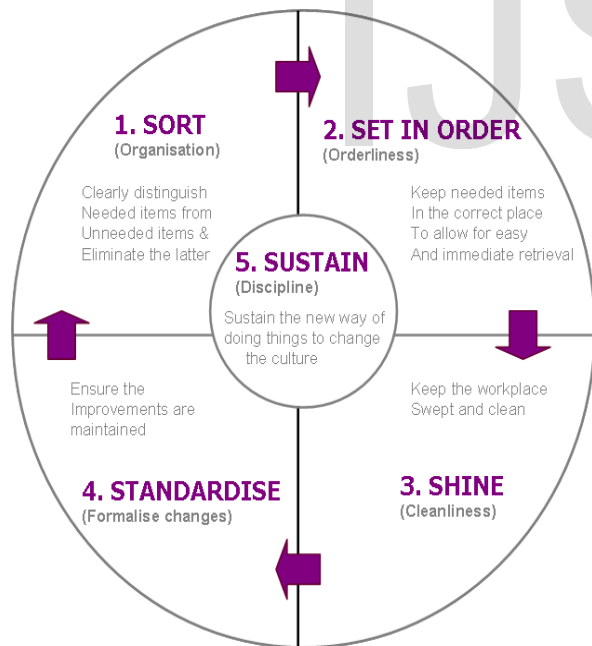 IJS
1. SORT
(Organisation)
Clearly distinguish
Needed items from
Unneeded items &
Eliminate the latter
2. SET IN ORDER
(Orderliness)
Keep needed items
In the correct place
To allow for easy
And immediate retrieval
5. SUSTAIN
(Discipline)
Sustain the new way of
doing things to change
the culture
Keep the workplace
Swept and clean
3. SHINE
(Cleanliness)
Ensure the
Improvements are
maintained
4. STANDARDISE
(Formalise changes)